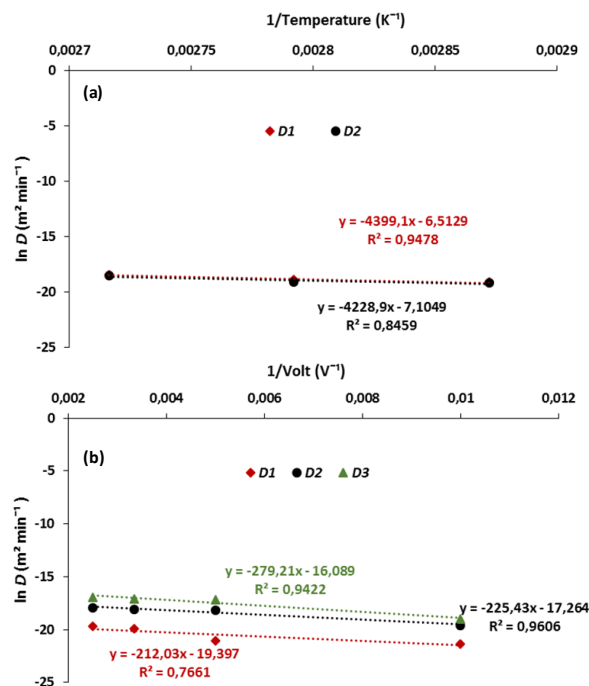 1/Temperature (K⁻¹)
0,0027 0,00275 0,0028 0,00285 0,0029
0
(a)
-5
D1 D2
-10
ln D (m² min⁻¹ )
-15
y = -4399,1x - 6,5129
R² = 0,9478
-20
y = -4228,9x - 7,1049
R² = 0,8459
-25
1/Volt (V⁻¹)
0,002 0,004 0,006 0,008 0,01 0,012
0
(b)
-5
D1 D2 D3
-10
ln D (m² min⁻¹ )
-15
y = -279,21x - 16,089
R² = 0,9422
y = -225,43x - 17,264
R² = 0,9606
-20
y = -212,03x - 19,397
R² = 0,7661
-25